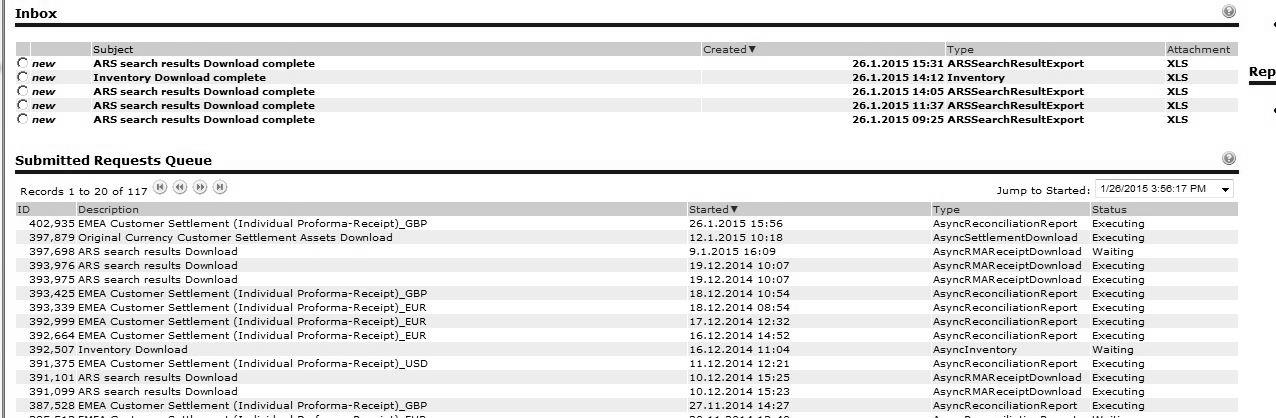 Inbox
Subject Created▼ Type Attachment
new ARS search results Download complete 26.1.2015 15:31 ARSSearchResultExport XLS
new Inventory Download complete 26.1.2015 14:12 Inventory XLS
new ARS search results Download complete 26.1.2015 14:05 ARSSearchResultExport XLS
new ARS search results Download complete 26.1.2015 11:37 ARSSearchResultExport XLS
new ARS search results Download complete 26.1.2015 09:25 ARSSearchResultExport XLS
Rep
Submitted Requests Queue
Records 1 to 20 of 117 Jump to Started: 1/26/2015 3:56:17 PM
ID Description Started▼ Type Status
402,935 EMEA Customer Settlement (Individual Proforma-Receipt)_GBP 26.1.2015 15:56 AsyncReconciliationReport Executing
397,879 Original Currency Customer Settlement Assets Download 12.1.2015 10:18 AsyncSettlementDownload Executing
397,698 ARS search results Download 9.1.2015 16:09 AsyncRMAReceiptDownload Waiting
393,976 ARS search results Download 19.12.2014 10:07 AsyncRMAReceiptDownload Executing
393,975 ARS search results Download 19.12.2014 10:07 AsyncRMAReceiptDownload Executing
393,425 EMEA Customer Settlement (Individual Proforma-Receipt)_GBP 18.12.2014 10:54 AsyncReconciliationReport Executing
393,339 EMEA Customer Settlement (Individual Proforma-Receipt)_EUR 18.12.2014 08:54 AsyncReconciliationReport Executing
392,999 EMEA Customer Settlement (Individual Proforma-Receipt)_EUR 17.12.2014 12:32 AsyncReconciliationReport Executing
392,664 EMEA Customer Settlement (Individual Proforma-Receipt)_EUR 16.12.2014 14:52 AsyncReconciliationReport Executing
392,507 Inventory Download 16.12.2014 11:04 AsyncInventory Waiting
391,375 EMEA Customer Settlement (Individual Proforma-Receipt)_USD 11.12.2014 12:21 AsyncReconciliationReport Executing
391,101 ARS search results Download 10.12.2014 15:25 AsyncRMAReceiptDownload Executing
391,099 ARS search results Download 10.12.2014 15:23 AsyncRMAReceiptDownload Executing
387,528 EMEA Customer Settlement (Individual Proforma-Receipt)_GBP 27.11.2014 14:27 AsyncReconciliationReport Executing